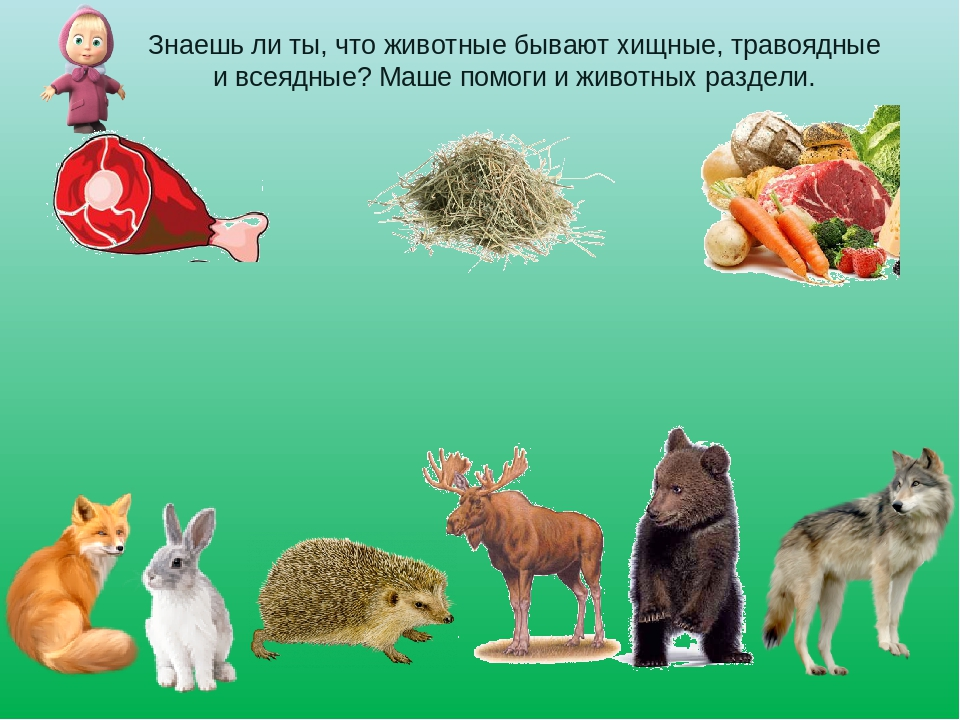 Знаешь ли ты, что животные бывают хищные, травоядные
и всеядные? Маше помоги и животных раздели.